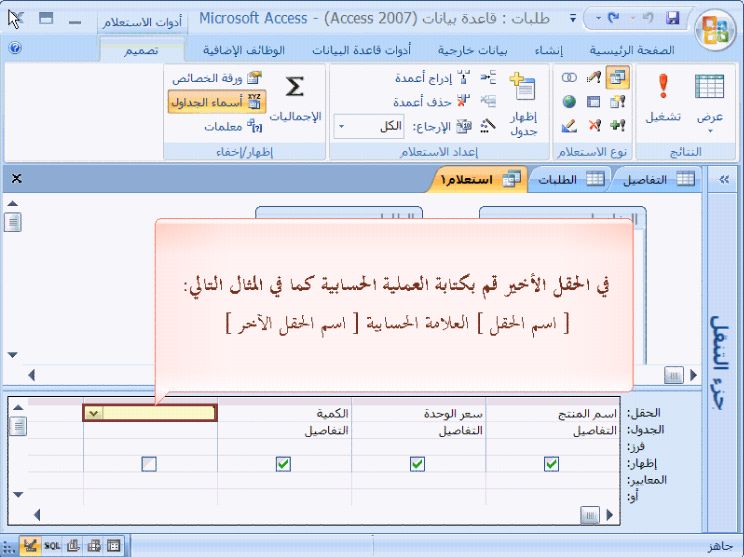 طلبات : قاعدة بيانات (Access 2007) - Microsoft Access
أدوات الاستعلام
الصفحة الرئيسية
إنشاء
بيانات خارجية
أدوات قاعدة البيانات
الوظائف الإضافية
تصميم
عرض
تشغيل
النتائج
نوع الاستعلام
إظهار جدول
إدراج أعمدة
حذف أعمدة
الإرجاع: الكل
إعداد الاستعلام
الإجماليات
ورقة الخصائص
أسماء الجداول
معلمات
إظهار/إخفاء
التفاصيل
الطلبات
استعلام١
جزء التنقل
في الحقل الأخير قم بكتابة العملية الحسابية كما في المثال التالي:
[ اسم الحقل ] العلامة الحسابية [ اسم الحقل الآخر ]
الحقل: اسم المنتج سعر الوحدة الكمية
الجدول: التفاصيل التفاصيل التفاصيل
فرز:
إظهار:
المعايير:
أو:
جاهز
SQL